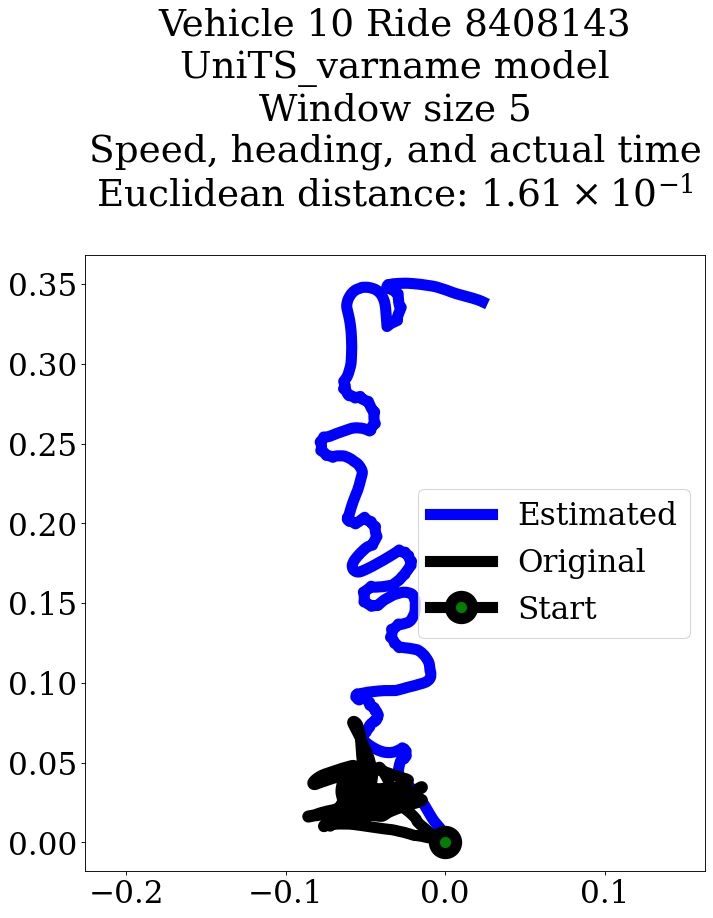 Vehicle 10 Ride 8408143
UniTS_varname model
Window size 5
Speed, heading, and actual time
Euclidean distance: 1.61 × 10⁻¹
0.35
0.30
0.25
0.20
0.15
0.10
0.05
0.00
Estimated
Original
Start
−0.2 −0.1 0.0 0.1